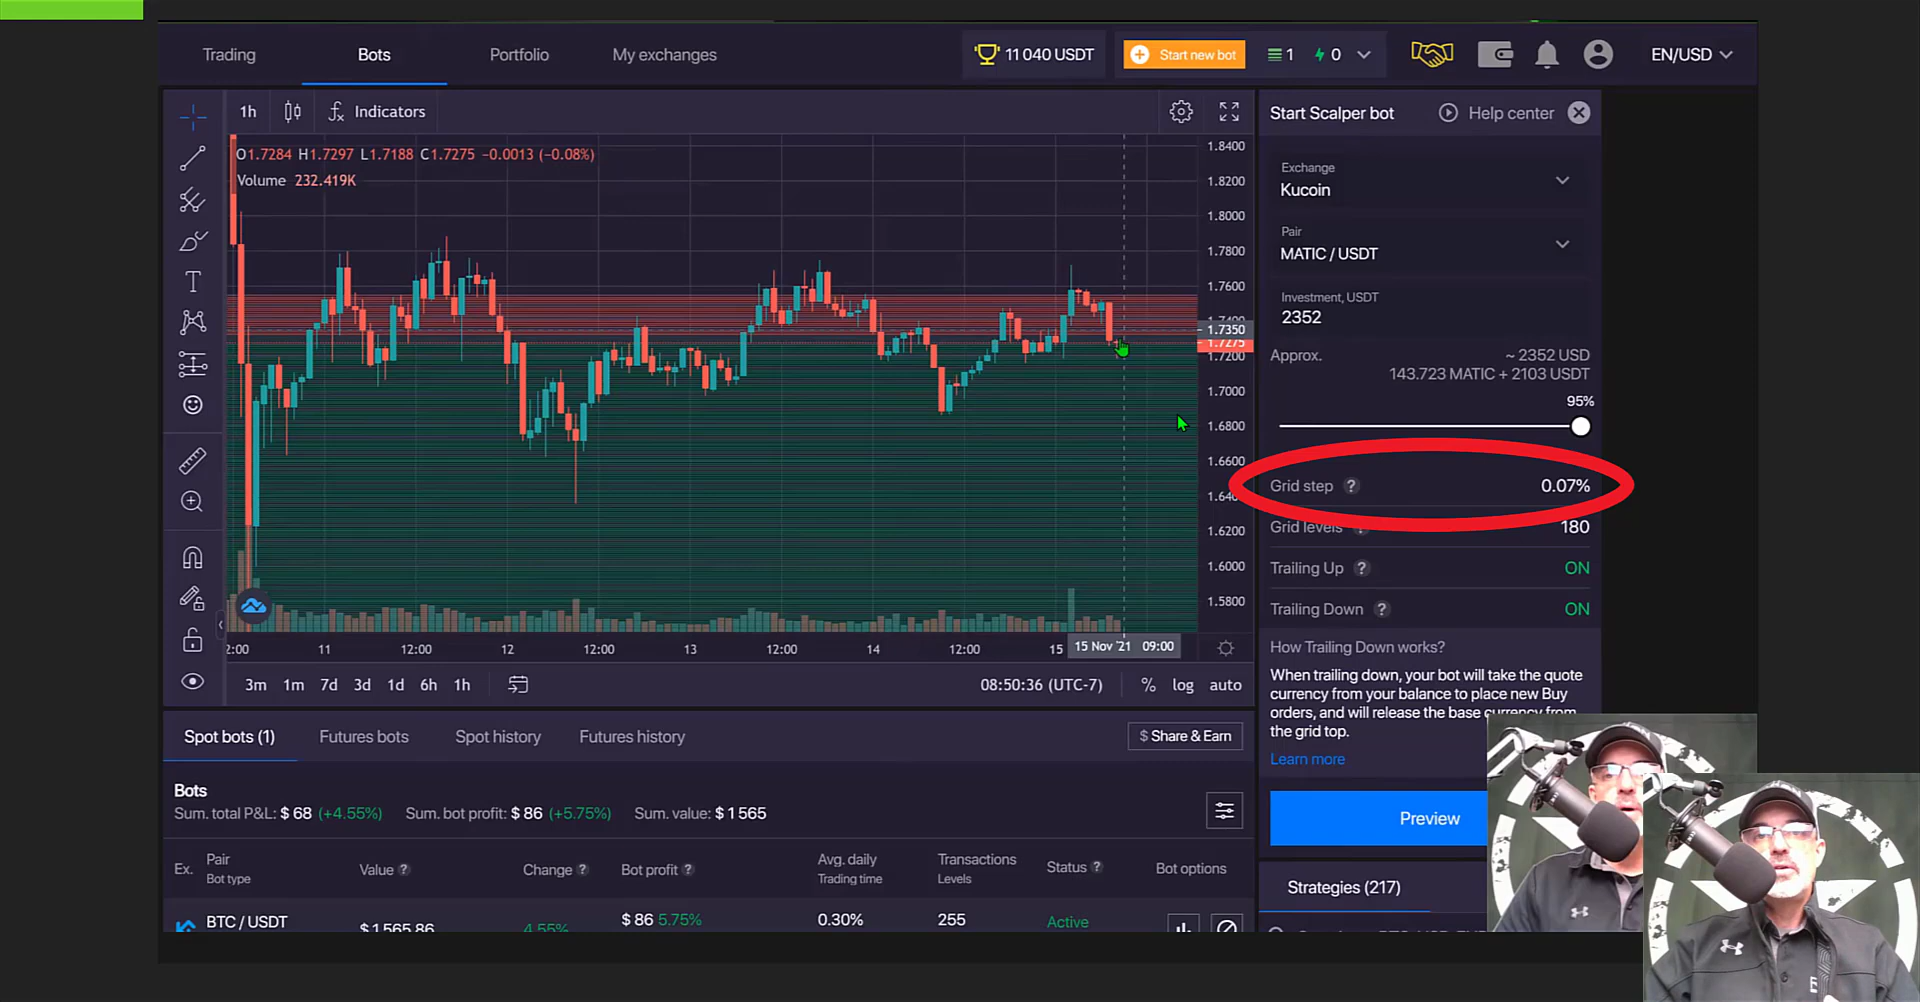 Trading
Bots
Portfolio
My exchanges
11 040 USDT
Start new bot
1
0
EN/USD
1h
Indicators
O1.7284 H1.7297 L1.7188 C1.7275 −0.0013 (−0.08%)
Volume 232.419K
1.8400
1.8200
1.8000
1.7800
1.7600
1.7350
1.7275
1.7200
1.7000
1.6800
1.6600
1.6200
1.6000
1.5800
11
12:00
12
12:00
13
12:00
14
12:00
15
15 Nov '21 09:00
3m 1m 7d 3d 1d 6h 1h
08:50:36 (UTC-7)
% log auto
Start Scalper bot
Help center
Exchange
Kucoin
Pair
MATIC / USDT
Investment, USDT
2352
Approx.
~ 2352 USD
143.723 MATIC + 2103 USDT
95%
Grid step ? 0.07%
Grid levels ? 180
Trailing Up ? ON
Trailing Down ? ON
How Trailing Down works?
When trailing down, your bot will take the quote
currency from your balance to place new Buy
orders, and will release the base currency from
the grid top.
Learn more
Preview
Strategies (217)
Spot bots (1)
Futures bots
Spot history
Futures history
$ Share & Earn
Bots
Sum. total P&L: $ 68 (+4.55%) Sum. bot profit: $ 86 (+5.75%) Sum. value: $ 1 565
Ex.
Pair
Bot type
Value ?
Change ?
Bot profit ?
Avg. daily
Trading time
Transactions
Levels
Status ?
Bot options
BTC / USDT
$ 1 565.86
4.55%
$ 86 5.75%
0.30%
255
Active